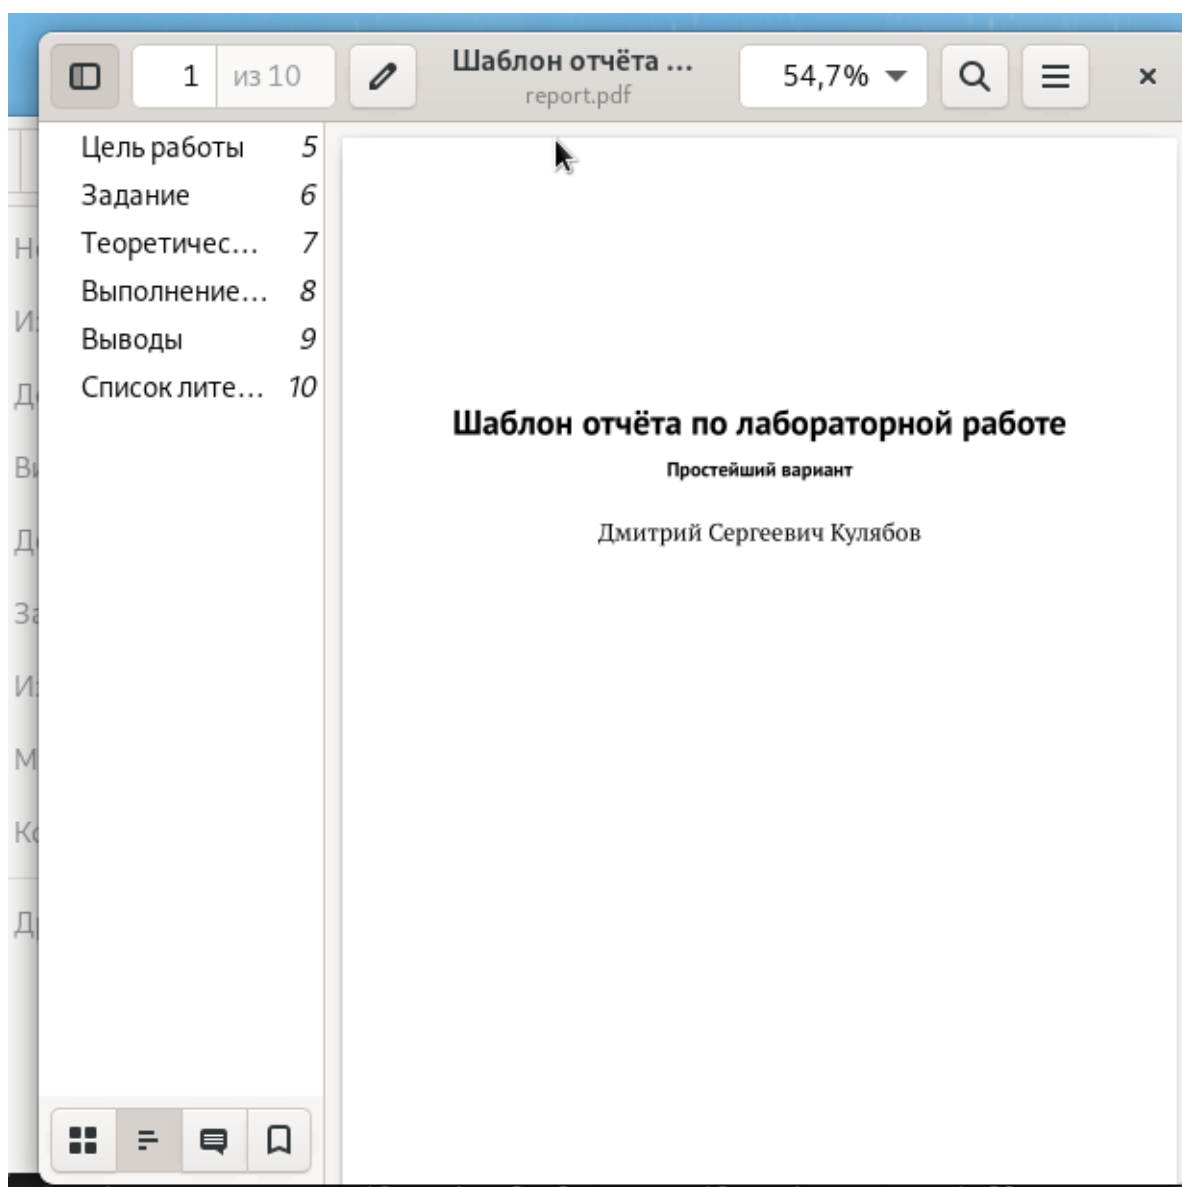 1 из 10
Шаблон отчёта ...
report.pdf
54,7%
Цель работы 5
Задание 6
Теоретичес... 7
Выполнение... 8
Выводы 9
Список лите... 10
Шаблон отчёта по лабораторной работе
Простейший вариант
Дмитрий Сергеевич Кулябов